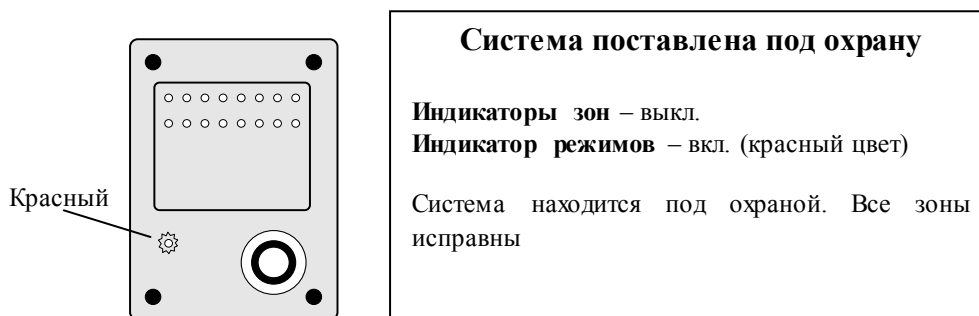 Система поставлена под охрану
Индикаторы зон – выкл.
Индикатор режимов – вкл. (красный цвет)
Красный
Система находится под охраной. Все зоны
исправны